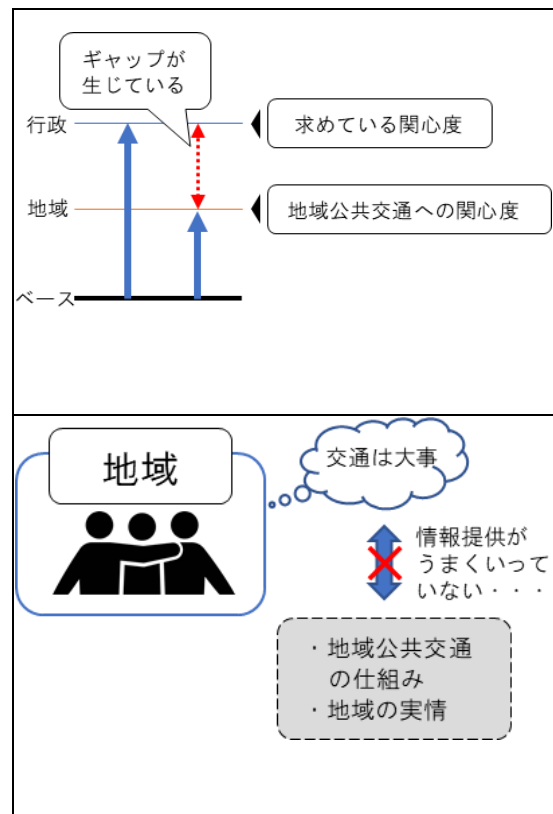 ギャップが
生じている
行政
求めている関心度
地域
地域公共交通への関心度
ベース
地域
交通は大事
情報提供が
うまくいって
いない・・・
・地域公共交通
の仕組み
・地域の実情